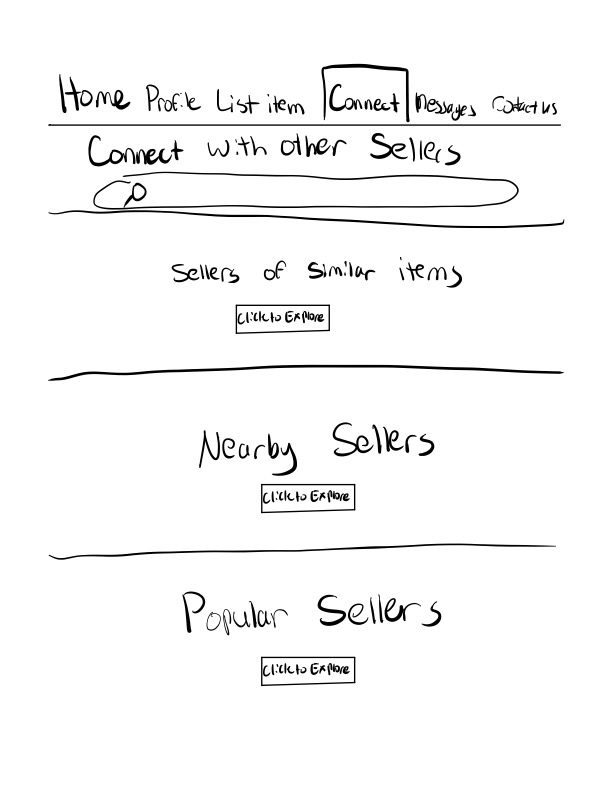 Home Profile List item Connect Messages Contact us
Connect with other Sellers
Sellers of similar items
Click to Explore
Nearby Sellers
Click to Explore
Popular Sellers
Click to Explore